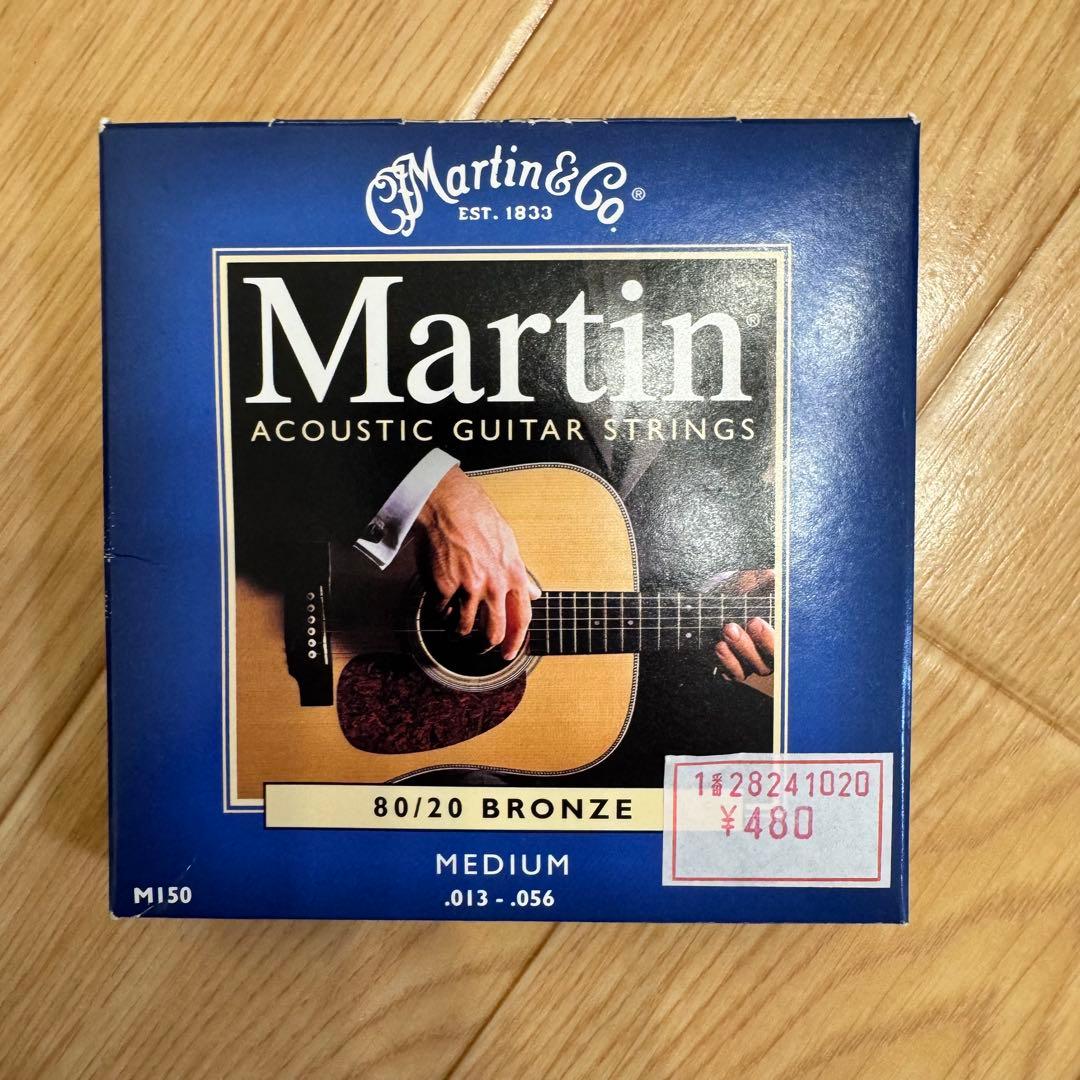 CFMartin & Co.®
EST. 1833
Martin®
ACOUSTIC GUITAR STRINGS
80/20 BRONZE
MEDIUM
.013 - .056
M150
1番28241020
¥480